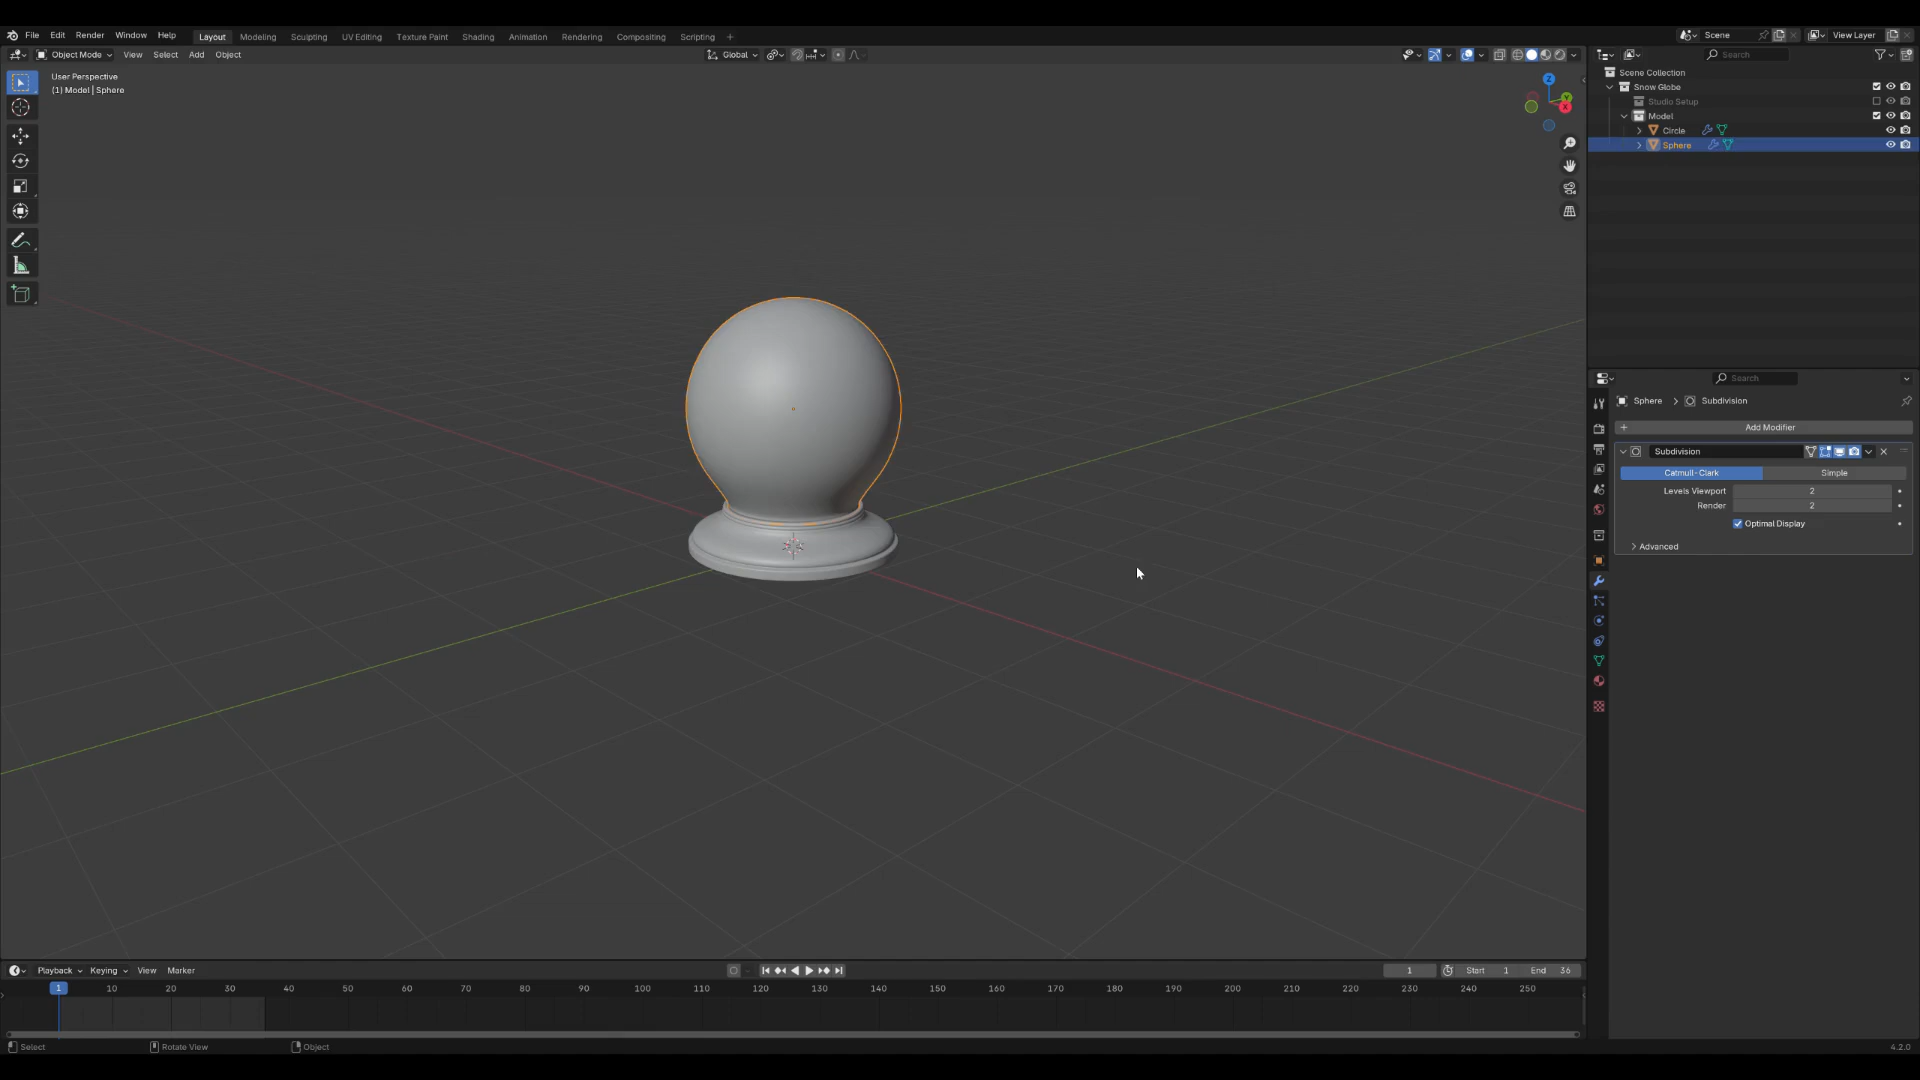 File Edit Render Window Help
Layout Modeling Sculpting UV Editing Texture Paint Shading Animation Rendering Compositing Scripting +
Scene
View Layer
Object Mode View Select Add Object
Global
Search
User Perspective
(1) Model | Sphere
Z
Y
X
Scene Collection
Snow Globe
Studio Setup
Model
Circle
Sphere
Search
Sphere > Subdivision
+ Add Modifier
Subdivision
Catmull-Clark Simple
Levels Viewport 2
Render 2
Optimal Display
Advanced
Playback Keying View Marker
1 Start 1 End 36
1 10 20 30 40 50 60 70 80 90 100 110 120 130 140 150 160 170 180 190 200 210 220 230 240 250
Select Rotate View Object
4.2.0